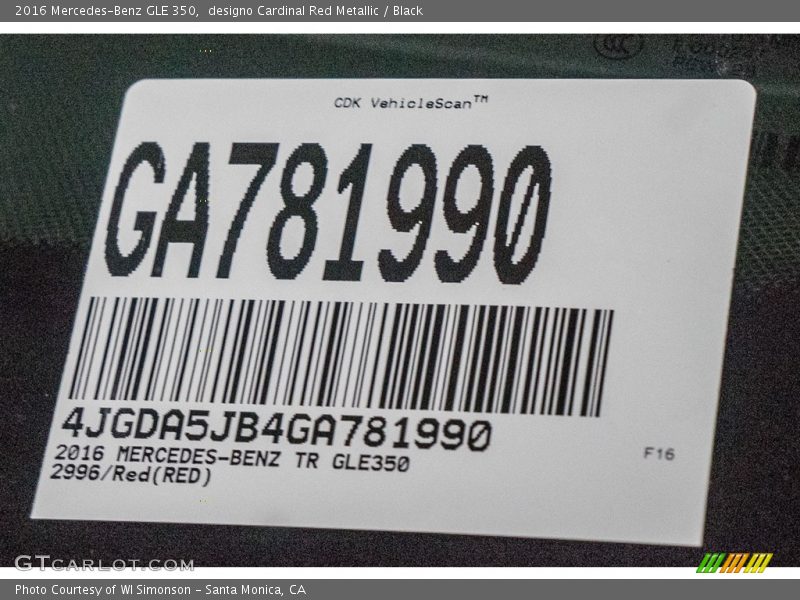 2016 Mercedes-Benz GLE 350, designo Cardinal Red Metallic / Black
CDK VehicleScan™
GA781990
4JGDA5JB4GA781990
2016 MERCEDES-BENZ TR GLE350
2996/Red(RED)
F16
GTCARLOT.COM
Photo Courtesy of WI Simonson - Santa Monica, CA